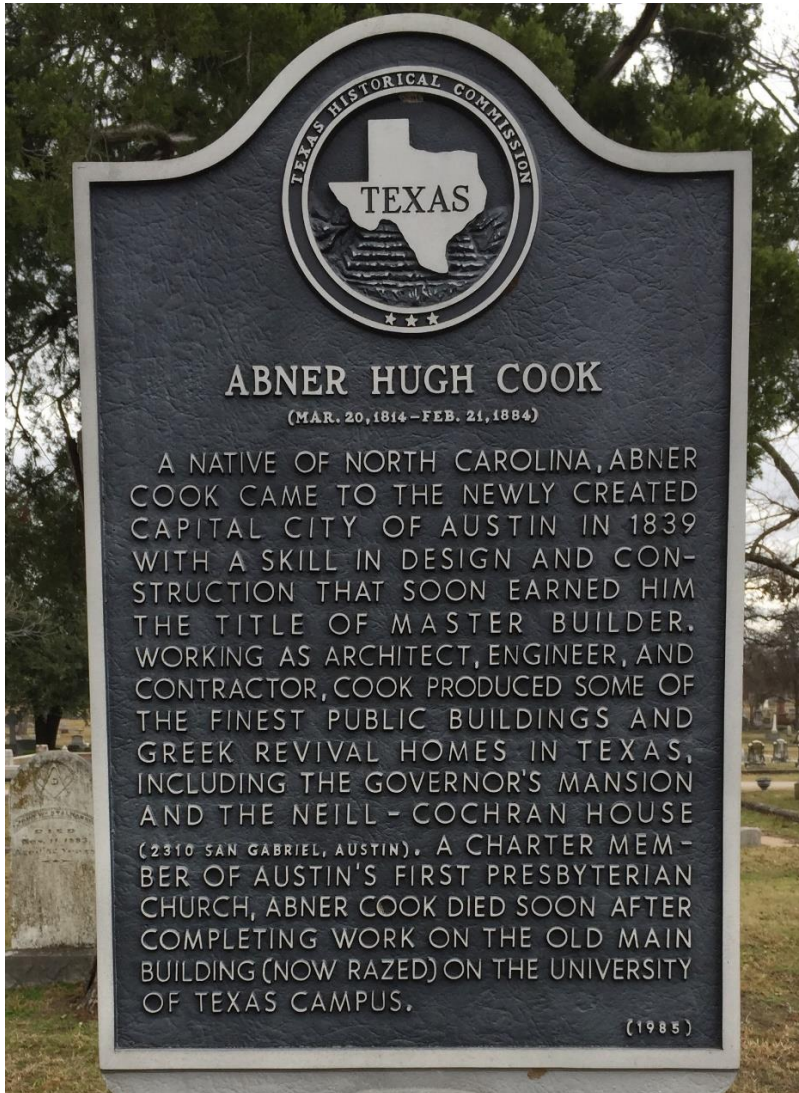 TEXAS HISTORICAL COMMISSION
TEXAS
ABNER HUGH COOK
(MAR. 20, 1814–FEB. 21, 1884)
A NATIVE OF NORTH CAROLINA, ABNER
COOK CAME TO THE NEWLY CREATED
CAPITAL CITY OF AUSTIN IN 1839
WITH A SKILL IN DESIGN AND CON-
STRUCTION THAT SOON EARNED HIM
THE TITLE OF MASTER BUILDER.
WORKING AS ARCHITECT, ENGINEER, AND
CONTRACTOR, COOK PRODUCED SOME OF
THE FINEST PUBLIC BUILDINGS AND
GREEK REVIVAL HOMES IN TEXAS,
INCLUDING THE GOVERNOR'S MANSION
AND THE NEILL - COCHRAN HOUSE
(2310 SAN GABRIEL, AUSTIN). A CHARTER MEM-
BER OF AUSTIN'S FIRST PRESBYTERIAN
CHURCH, ABNER COOK DIED SOON AFTER
COMPLETING WORK ON THE OLD MAIN
BUILDING (NOW RAZED) ON THE UNIVERSITY
OF TEXAS CAMPUS.
(1985)
DIED